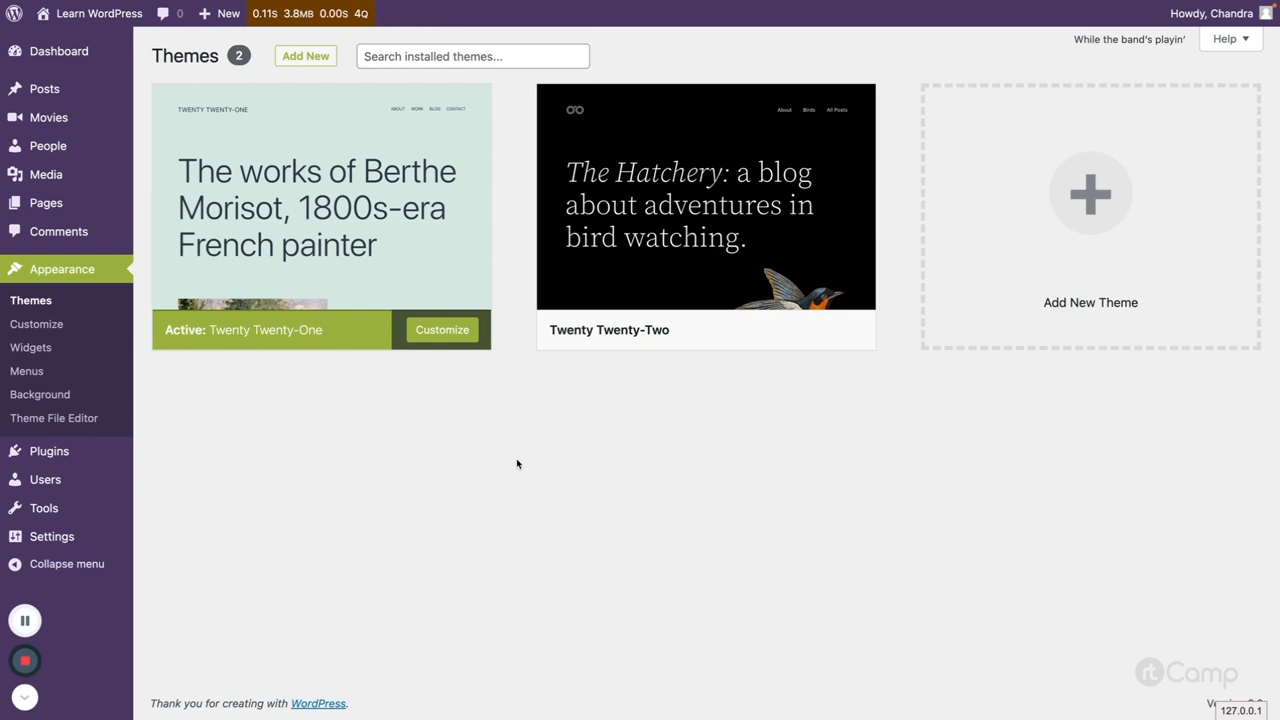 Learn WordPress
0
New
0.11S 3.8MB 0.00S 4Q
Howdy, Chandra
Dashboard
Posts
Movies
People
Media
Pages
Comments
Appearance
Themes
Customize
Widgets
Menus
Background
Theme File Editor
Plugins
Users
Tools
Settings
Collapse menu
Themes 2
Add New
Search installed themes...
While the band's playin'
Help
TWENTY TWENTY-ONE
ABOUT WORK BLOG CONTACT
The works of Berthe
Morisot, 1800s-era
French painter
Active: Twenty Twenty-One
Customize
About Birds All Posts
The Hatchery: a blog
about adventures in
bird watching.
Twenty Twenty-Two
Add New Theme
rtCamp
Thank you for creating with WordPress.
127.0.0.1